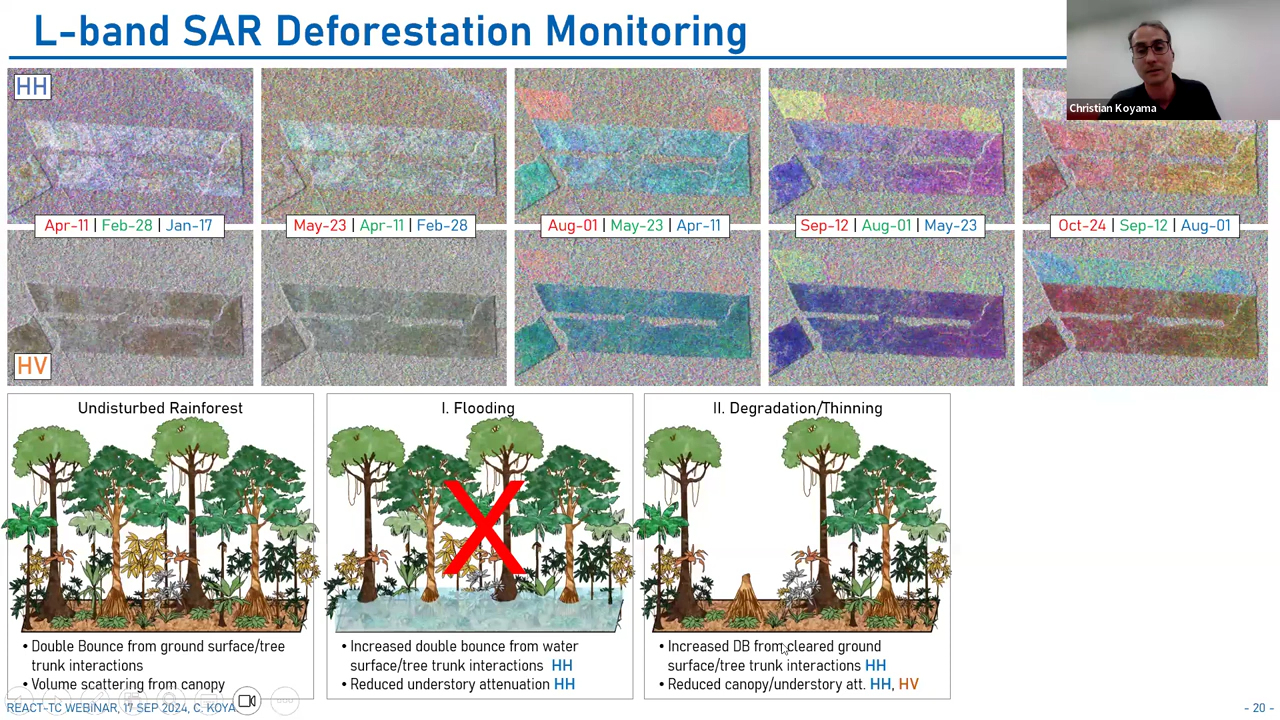 L-band SAR Deforestation Monitoring
Christian Koyama
HH
Apr-11 | Feb-28 | Jan-17
May-23 | Apr-11 | Feb-28
Aug-01 | May-23 | Apr-11
Sep-12 | Aug-01 | May-23
Oct-24 | Sep-12 | Aug-01
HV
Undisturbed Rainforest
• Double Bounce from ground surface/tree
trunk interactions
• Volume scattering from canopy
I. Flooding
X
• Increased double bounce from water
surface/tree trunk interactions HH
• Reduced understory attenuation HH
II. Degradation/Thinning
• Increased DB from cleared ground
surface/tree trunk interactions HH
• Reduced canopy/understory att. HH, HV
REACT-TC WEBINAR, 17 SEP 2024, C. KOYA
- 20 -